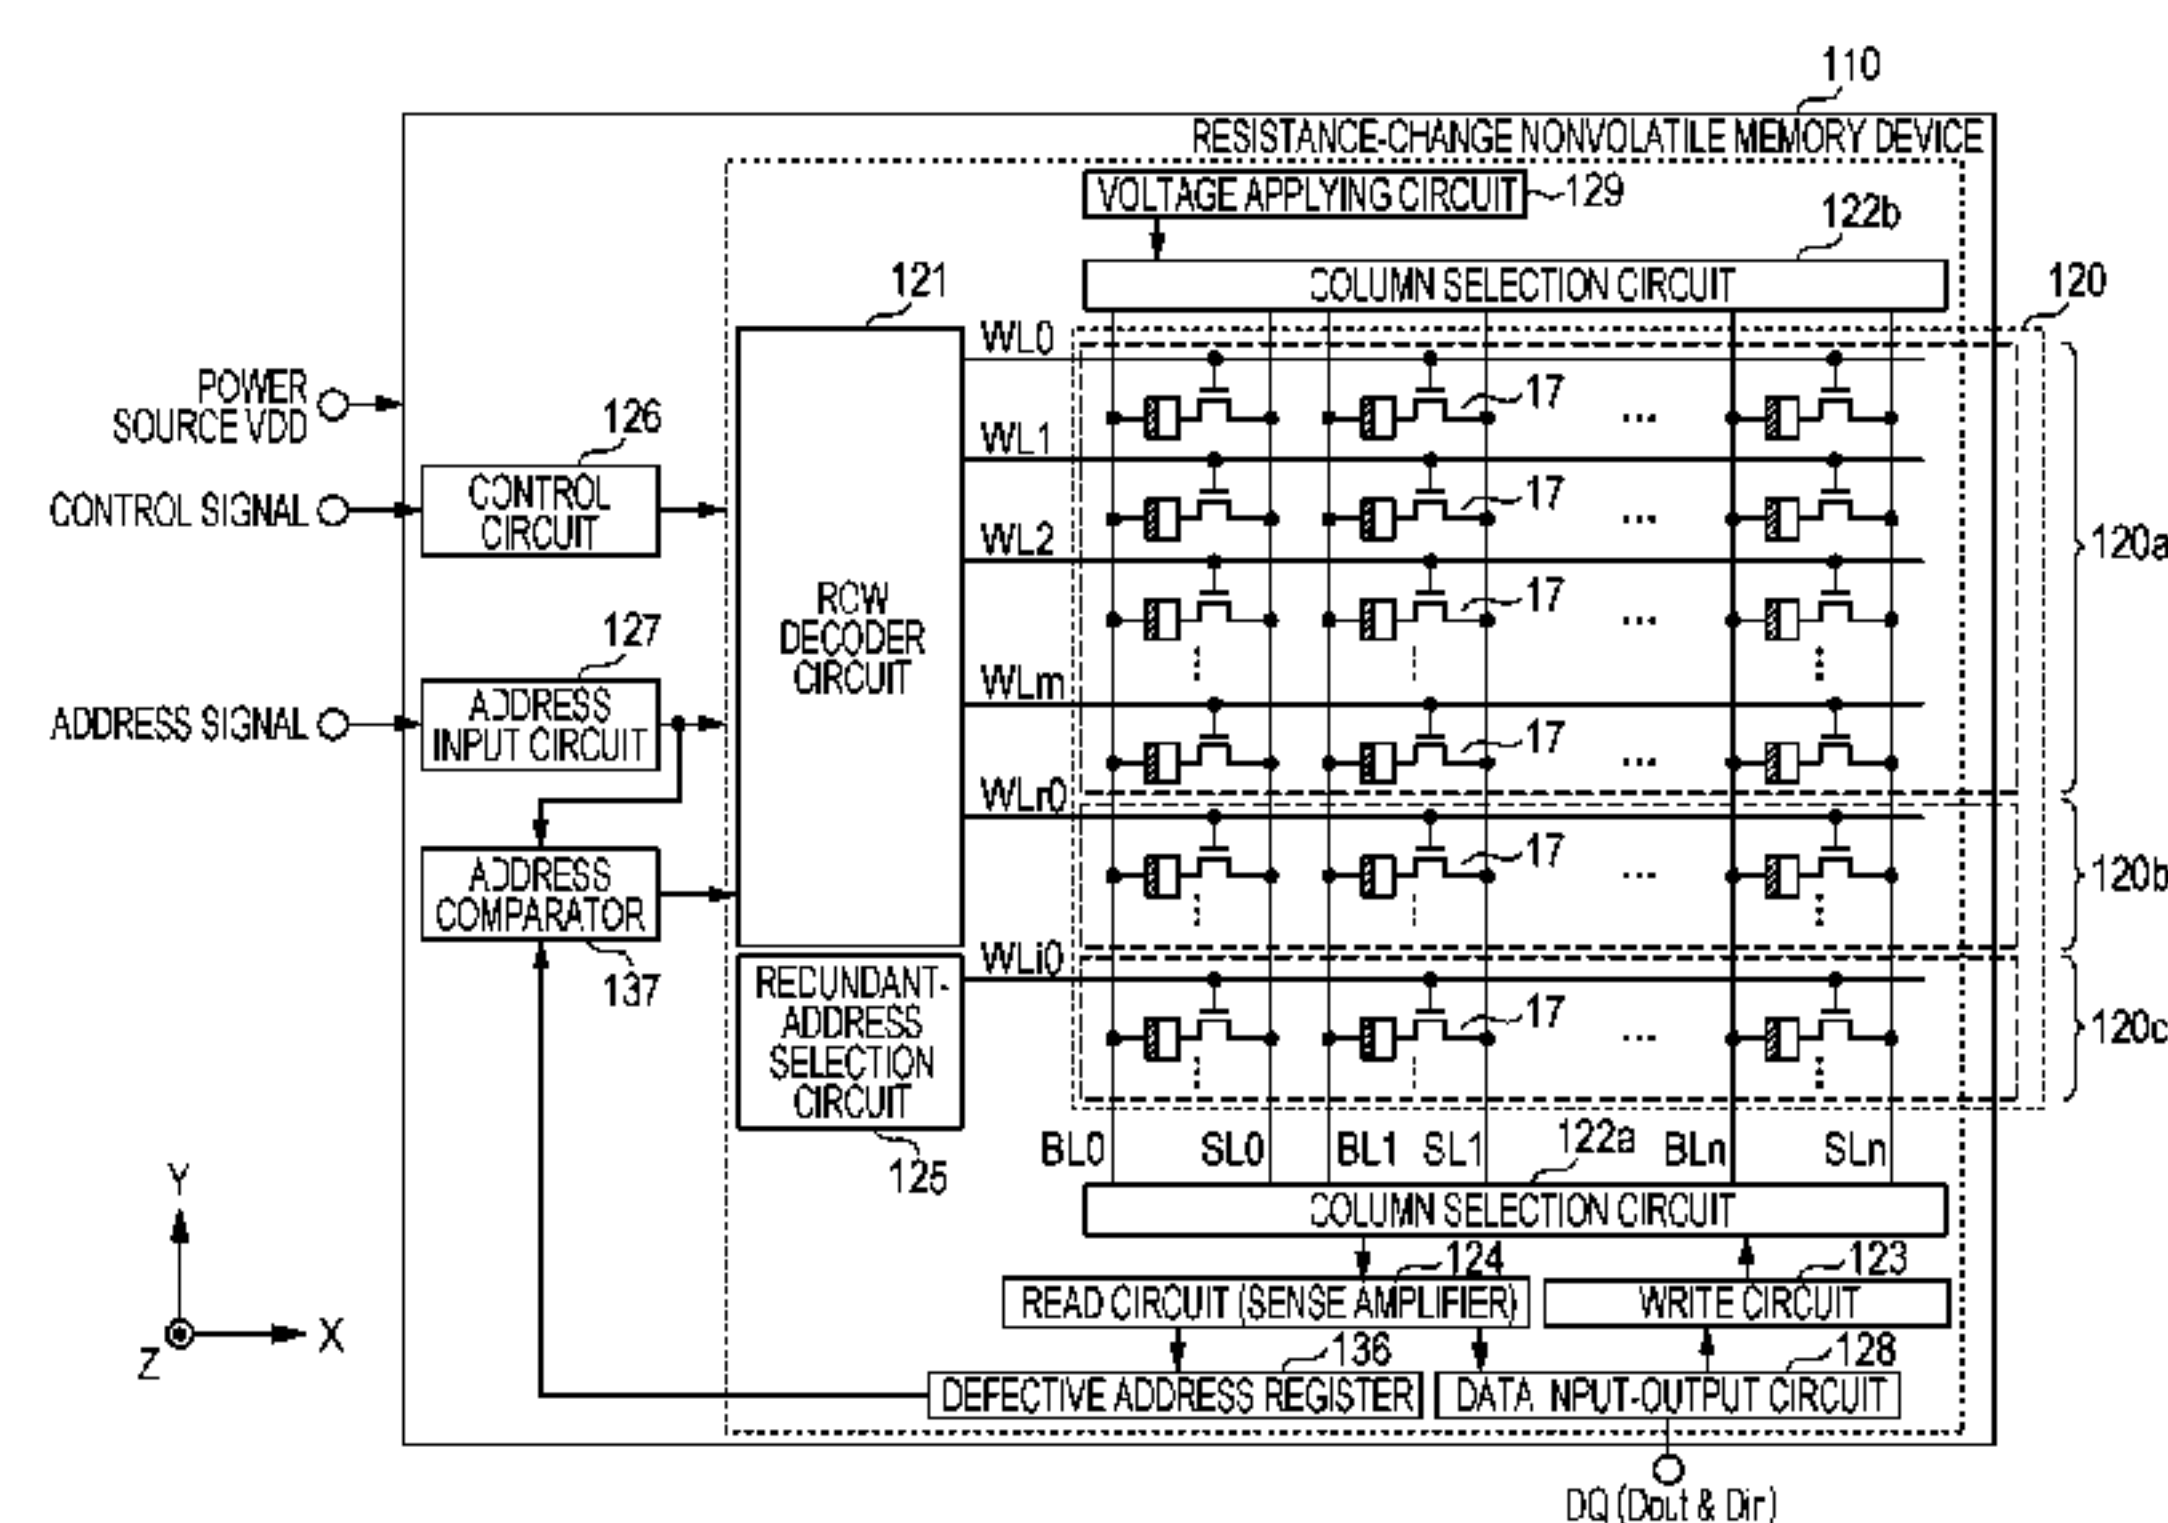 110
RESISTANCE-CHANGE NONVOLATILE MEMORY DEVICE
VOLTAGE APPLYING CIRCUIT
129
122b
COLUMN SELECTION CIRCUIT
121
120
WL0
POWER
SOURCE VDD
17
126
WL1
CONTROL SIGNAL
CONTROL
CIRCUIT
17
...
WL2
120a
ROW
DECODER
CIRCUIT
17
...
127
WLm
ADDRESS SIGNAL
ADDRESS
INPUT CIRCUIT
17
...
WLr0
ADDRESS
COMPARATOR
17
...
120b
137
WLi0
REDUNDANT-
ADDRESS
SELECTION
CIRCUIT
17
...
120c
125
BL0
SL0
BL1
SL1
122a
BLn
SLn
COLUMN SELECTION CIRCUIT
Y
X
Z
124
123
READ CIRCUIT (SENSE AMPLIFIER)
WRITE CIRCUIT
136
128
DEFECTIVE ADDRESS REGISTER
DATA INPUT-OUTPUT CIRCUIT
DQ (Dout & Din)